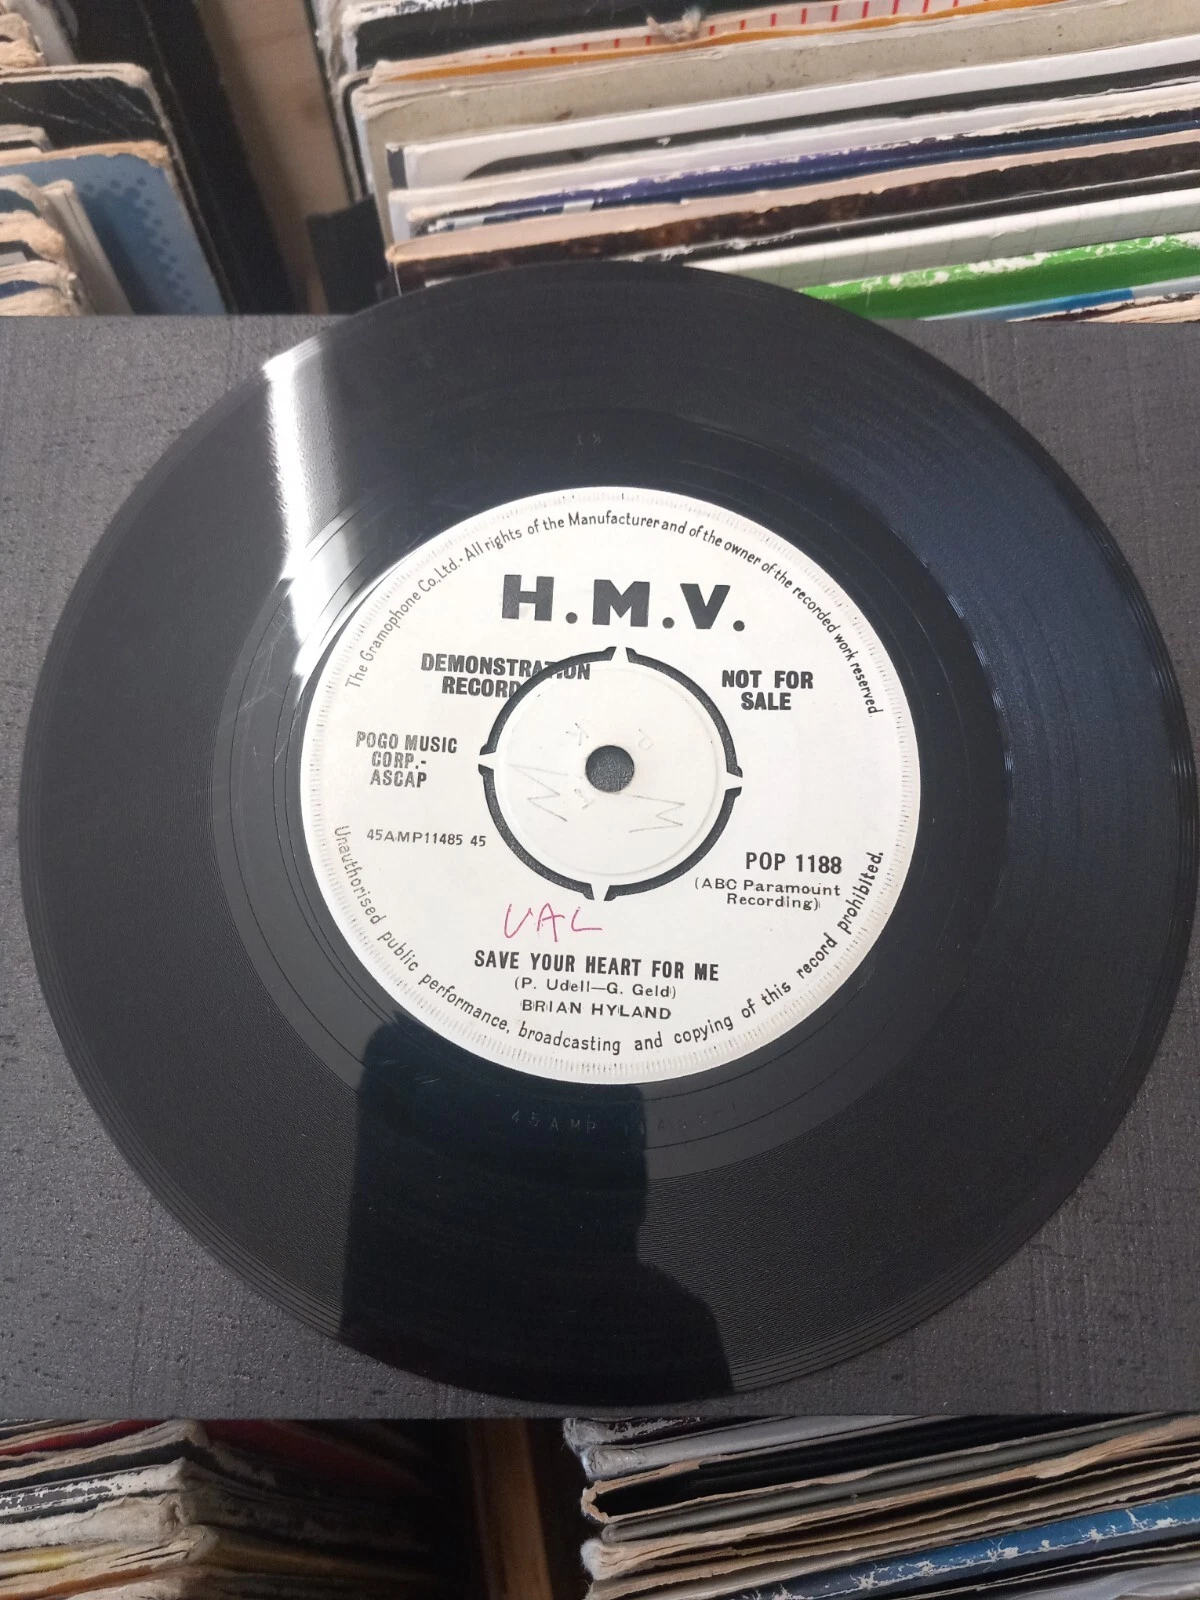 The Gramophone Co., Ltd.- All rights of the Manufacturer and of the owner of the recorded work reserved
H.M.V.
DEMONSTRATION
RECORD
NOT FOR
SALE
POGO MUSIC
CORP.-
ASCAP
45AMP11485 45
POP 1188
(ABC Paramount
Recording)
VAL
SAVE YOUR HEART FOR ME
(P. Udell—G. Geld)
BRIAN HYLAND
Unauthorised public performance, broadcasting and copying of this record prohibited.
45AMP